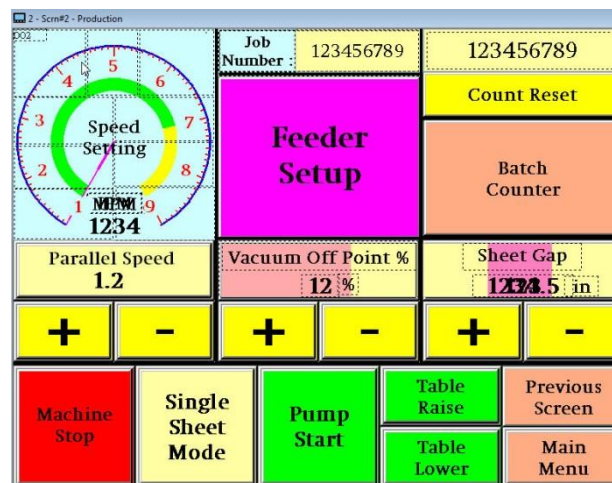 2 - Scrn#2 - Production
Job
Number :
123456789
123456789
Count Reset
Feeder
Setup
Batch
Counter
1
2
3
4
5
6
7
8
9
Speed
Setting
1234
Parallel Speed
1.2
Vacuum Off Point %
12 %
Sheet Gap
in
+
-
+
-
+
-
Machine
Stop
Single
Sheet
Mode
Pump
Start
Table
Raise
Table
Lower
Previous
Screen
Main
Menu